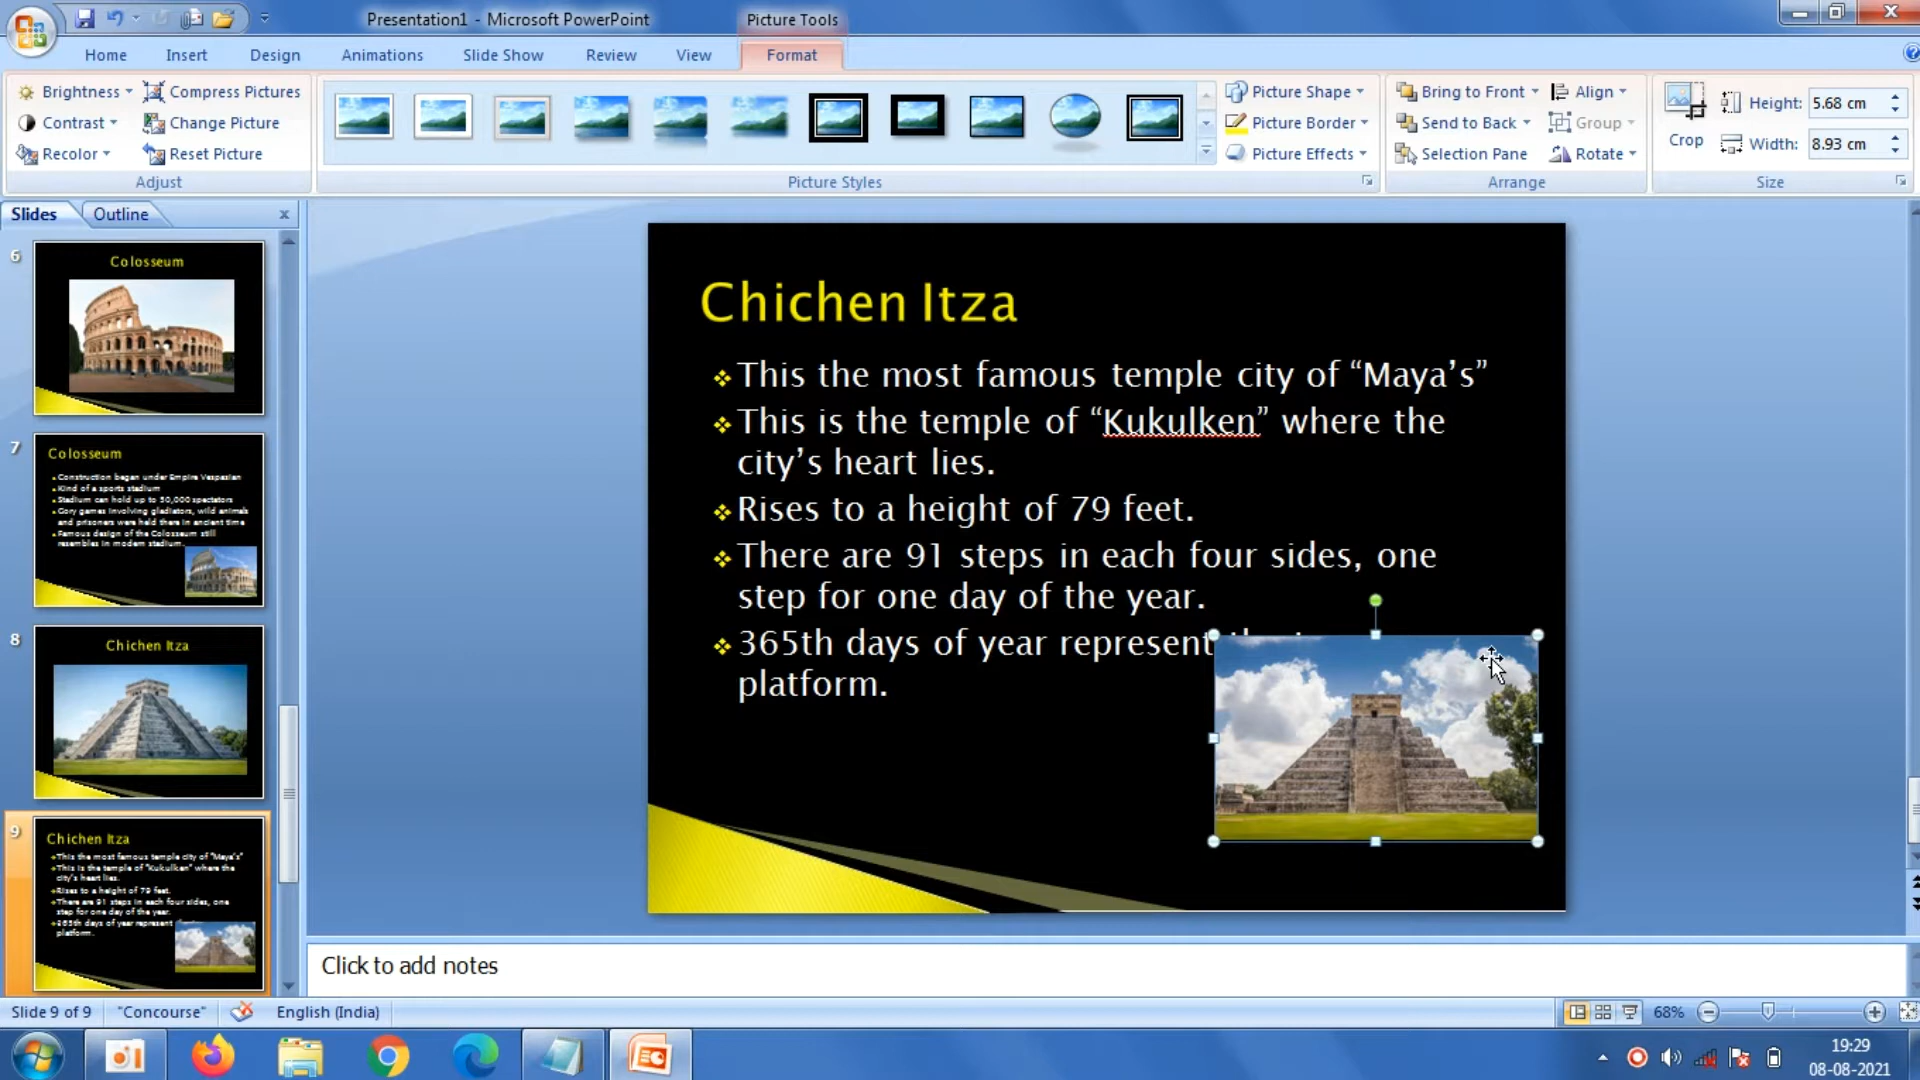 Presentation1 - Microsoft PowerPoint
Picture Tools
Home
Insert
Design
Animations
Slide Show
Review
View
Format
Brightness
Contrast
Recolor
Compress Pictures
Change Picture
Reset Picture
Adjust
Picture Styles
Picture Shape
Picture Border
Picture Effects
Bring to Front
Send to Back
Selection Pane
Align
Group
Rotate
Arrange
Crop
Height: 5.68 cm
Width: 8.93 cm
Size
Slides
Outline
6
Colosseum
7
Colosseum
Construction began under Empire Vespasian
Kind of a sports stadium
Stadium can hold up to 50,000 spectators
Gory games involving gladiators, wild animals
and prisoners were held there in ancient time
Famous design of the Colosseum still
resembles in modern stadium.
8
Chichen Itza
9
Chichen Itza
This the most famous temple city of “Maya’s”
This is the temple of “Kukulken” where the
city’s heart lies.
Rises to a height of 79 feet.
There are 91 steps in each four sides, one
step for one day of the year.
365th days of year represent
platform.
Chichen Itza
This the most famous temple city of “Maya’s”
This is the temple of “Kukulken” where the
city’s heart lies.
Rises to a height of 79 feet.
There are 91 steps in each four sides, one
step for one day of the year.
365th days of year represent
platform.
Click to add notes
Slide 9 of 9
"Concourse"
English (India)
68%
19:29
08-08-2021